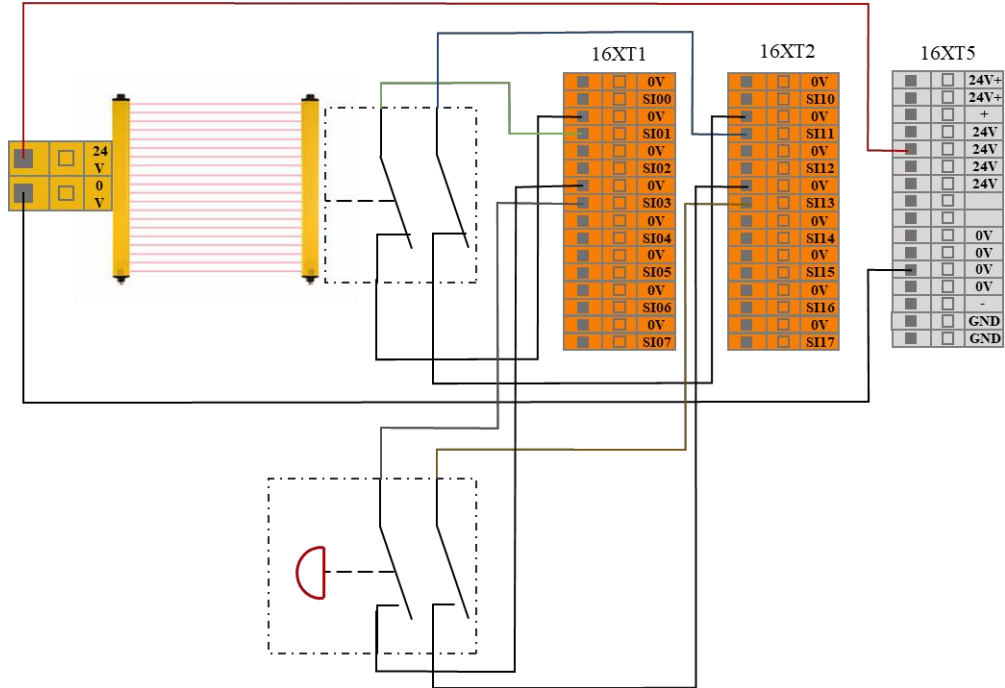 16XT1
16XT2
16XT5
24
V
0
V
0V
SI00
0V
SI01
0V
SI02
0V
SI03
0V
SI04
0V
SI05
0V
SI06
0V
SI07
0V
SI10
0V
SI11
0V
SI12
0V
SI13
0V
SI14
0V
SI15
0V
SI16
0V
SI17
24V+
24V+
+
24V
24V
24V
24V
0V
0V
0V
0V
-
GND
GND